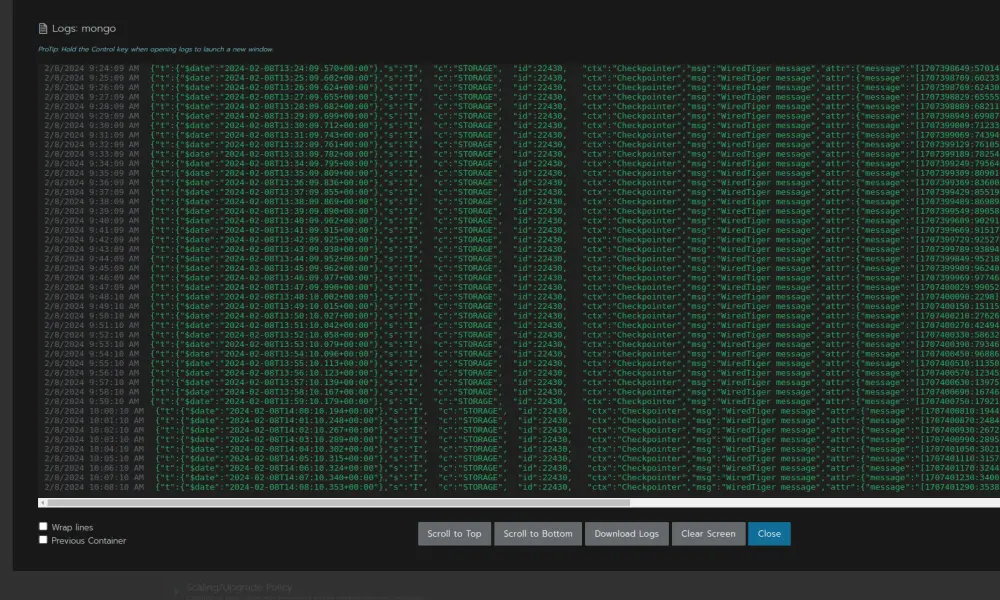 Logs: mongo
ProTip: Hold the Control key when opening logs to launch a new window.
2/8/2024 9:24:09 AM {"t":{"$date":"2024-02-08T13:24:09.570+00:00"},"s":"I", "c":"STORAGE", "id":22430, "ctx":"Checkpointer","msg":"WiredTiger message","attr":{"message":"[1707398649:57014
2/8/2024 9:25:09 AM {"t":{"$date":"2024-02-08T13:25:09.602+00:00"},"s":"I", "c":"STORAGE", "id":22430, "ctx":"Checkpointer","msg":"WiredTiger message","attr":{"message":"[1707398709:60233
2/8/2024 9:26:09 AM {"t":{"$date":"2024-02-08T13:26:09.624+00:00"},"s":"I", "c":"STORAGE", "id":22430, "ctx":"Checkpointer","msg":"WiredTiger message","attr":{"message":"[1707398769:62430
2/8/2024 9:27:09 AM {"t":{"$date":"2024-02-08T13:27:09.655+00:00"},"s":"I", "c":"STORAGE", "id":22430, "ctx":"Checkpointer","msg":"WiredTiger message","attr":{"message":"[1707398829:65555
2/8/2024 9:28:09 AM {"t":{"$date":"2024-02-08T13:28:09.682+00:00"},"s":"I", "c":"STORAGE", "id":22430, "ctx":"Checkpointer","msg":"WiredTiger message","attr":{"message":"[1707398889:68211
2/8/2024 9:29:09 AM {"t":{"$date":"2024-02-08T13:29:09.699+00:00"},"s":"I", "c":"STORAGE", "id":22430, "ctx":"Checkpointer","msg":"WiredTiger message","attr":{"message":"[1707398949:69987
2/8/2024 9:30:09 AM {"t":{"$date":"2024-02-08T13:30:09.712+00:00"},"s":"I", "c":"STORAGE", "id":22430, "ctx":"Checkpointer","msg":"WiredTiger message","attr":{"message":"[1707399009:71233
2/8/2024 9:31:09 AM {"t":{"$date":"2024-02-08T13:31:09.743+00:00"},"s":"I", "c":"STORAGE", "id":22430, "ctx":"Checkpointer","msg":"WiredTiger message","attr":{"message":"[1707399069:74394
2/8/2024 9:32:09 AM {"t":{"$date":"2024-02-08T13:32:09.761+00:00"},"s":"I", "c":"STORAGE", "id":22430, "ctx":"Checkpointer","msg":"WiredTiger message","attr":{"message":"[1707399129:76105
2/8/2024 9:33:09 AM {"t":{"$date":"2024-02-08T13:33:09.782+00:00"},"s":"I", "c":"STORAGE", "id":22430, "ctx":"Checkpointer","msg":"WiredTiger message","attr":{"message":"[1707399189:78254
2/8/2024 9:34:09 AM {"t":{"$date":"2024-02-08T13:34:09.795+00:00"},"s":"I", "c":"STORAGE", "id":22430, "ctx":"Checkpointer","msg":"WiredTiger message","attr":{"message":"[1707399249:79564
2/8/2024 9:35:09 AM {"t":{"$date":"2024-02-08T13:35:09.809+00:00"},"s":"I", "c":"STORAGE", "id":22430, "ctx":"Checkpointer","msg":"WiredTiger message","attr":{"message":"[1707399309:80901
2/8/2024 9:36:09 AM {"t":{"$date":"2024-02-08T13:36:09.836+00:00"},"s":"I", "c":"STORAGE", "id":22430, "ctx":"Checkpointer","msg":"WiredTiger message","attr":{"message":"[1707399369:83600
2/8/2024 9:37:09 AM {"t":{"$date":"2024-02-08T13:37:09.855+00:00"},"s":"I", "c":"STORAGE", "id":22430, "ctx":"Checkpointer","msg":"WiredTiger message","attr":{"message":"[1707399429:85519
2/8/2024 9:38:09 AM {"t":{"$date":"2024-02-08T13:38:09.869+00:00"},"s":"I", "c":"STORAGE", "id":22430, "ctx":"Checkpointer","msg":"WiredTiger message","attr":{"message":"[1707399489:86989
2/8/2024 9:39:09 AM {"t":{"$date":"2024-02-08T13:39:09.890+00:00"},"s":"I", "c":"STORAGE", "id":22430, "ctx":"Checkpointer","msg":"WiredTiger message","attr":{"message":"[1707399549:89053
2/8/2024 9:40:09 AM {"t":{"$date":"2024-02-08T13:40:09.902+00:00"},"s":"I", "c":"STORAGE", "id":22430, "ctx":"Checkpointer","msg":"WiredTiger message","attr":{"message":"[1707399609:90291
2/8/2024 9:41:09 AM {"t":{"$date":"2024-02-08T13:41:09.915+00:00"},"s":"I", "c":"STORAGE", "id":22430, "ctx":"Checkpointer","msg":"WiredTiger message","attr":{"message":"[1707399669:91517
2/8/2024 9:42:09 AM {"t":{"$date":"2024-02-08T13:42:09.925+00:00"},"s":"I", "c":"STORAGE", "id":22430, "ctx":"Checkpointer","msg":"WiredTiger message","attr":{"message":"[1707399729:92527
2/8/2024 9:43:09 AM {"t":{"$date":"2024-02-08T13:43:09.938+00:00"},"s":"I", "c":"STORAGE", "id":22430, "ctx":"Checkpointer","msg":"WiredTiger message","attr":{"message":"[1707399789:93894
2/8/2024 9:44:09 AM {"t":{"$date":"2024-02-08T13:44:09.952+00:00"},"s":"I", "c":"STORAGE", "id":22430, "ctx":"Checkpointer","msg":"WiredTiger message","attr":{"message":"[1707399849:95218
2/8/2024 9:45:09 AM {"t":{"$date":"2024-02-08T13:45:09.962+00:00"},"s":"I", "c":"STORAGE", "id":22430, "ctx":"Checkpointer","msg":"WiredTiger message","attr":{"message":"[1707399909:96248
2/8/2024 9:46:09 AM {"t":{"$date":"2024-02-08T13:46:09.977+00:00"},"s":"I", "c":"STORAGE", "id":22430, "ctx":"Checkpointer","msg":"WiredTiger message","attr":{"message":"[1707399969:97746
2/8/2024 9:47:09 AM {"t":{"$date":"2024-02-08T13:47:09.990+00:00"},"s":"I", "c":"STORAGE", "id":22430, "ctx":"Checkpointer","msg":"WiredTiger message","attr":{"message":"[1707400029:99052
2/8/2024 9:48:10 AM {"t":{"$date":"2024-02-08T13:48:10.002+00:00"},"s":"I", "c":"STORAGE", "id":22430, "ctx":"Checkpointer","msg":"WiredTiger message","attr":{"message":"[1707400090:2298]
2/8/2024 9:49:10 AM {"t":{"$date":"2024-02-08T13:49:10.015+00:00"},"s":"I", "c":"STORAGE", "id":22430, "ctx":"Checkpointer","msg":"WiredTiger message","attr":{"message":"[1707400150:15115
2/8/2024 9:50:10 AM {"t":{"$date":"2024-02-08T13:50:10.027+00:00"},"s":"I", "c":"STORAGE", "id":22430, "ctx":"Checkpointer","msg":"WiredTiger message","attr":{"message":"[1707400210:27626
2/8/2024 9:51:10 AM {"t":{"$date":"2024-02-08T13:51:10.042+00:00"},"s":"I", "c":"STORAGE", "id":22430, "ctx":"Checkpointer","msg":"WiredTiger message","attr":{"message":"[1707400270:42494
2/8/2024 9:52:10 AM {"t":{"$date":"2024-02-08T13:52:10.058+00:00"},"s":"I", "c":"STORAGE", "id":22430, "ctx":"Checkpointer","msg":"WiredTiger message","attr":{"message":"[1707400330:58632
2/8/2024 9:53:10 AM {"t":{"$date":"2024-02-08T13:53:10.079+00:00"},"s":"I", "c":"STORAGE", "id":22430, "ctx":"Checkpointer","msg":"WiredTiger message","attr":{"message":"[1707400390:79346
2/8/2024 9:54:10 AM {"t":{"$date":"2024-02-08T13:54:10.096+00:00"},"s":"I", "c":"STORAGE", "id":22430, "ctx":"Checkpointer","msg":"WiredTiger message","attr":{"message":"[1707400450:96886
2/8/2024 9:55:10 AM {"t":{"$date":"2024-02-08T13:55:10.113+00:00"},"s":"I", "c":"STORAGE", "id":22430, "ctx":"Checkpointer","msg":"WiredTiger message","attr":{"message":"[1707400510:11359
2/8/2024 9:56:10 AM {"t":{"$date":"2024-02-08T13:56:10.123+00:00"},"s":"I", "c":"STORAGE", "id":22430, "ctx":"Checkpointer","msg":"WiredTiger message","attr":{"message":"[1707400570:12345
2/8/2024 9:57:10 AM {"t":{"$date":"2024-02-08T13:57:10.139+00:00"},"s":"I", "c":"STORAGE", "id":22430, "ctx":"Checkpointer","msg":"WiredTiger message","attr":{"message":"[1707400630:13975
2/8/2024 9:58:10 AM {"t":{"$date":"2024-02-08T13:58:10.167+00:00"},"s":"I", "c":"STORAGE", "id":22430, "ctx":"Checkpointer","msg":"WiredTiger message","attr":{"message":"[1707400690:16746
2/8/2024 9:59:10 AM {"t":{"$date":"2024-02-08T13:59:10.179+00:00"},"s":"I", "c":"STORAGE", "id":22430, "ctx":"Checkpointer","msg":"WiredTiger message","attr":{"message":"[1707400750:17921
2/8/2024 10:00:10 AM {"t":{"$date":"2024-02-08T14:00:10.194+00:00"},"s":"I", "c":"STORAGE", "id":22430, "ctx":"Checkpointer","msg":"WiredTiger message","attr":{"message":"[1707400810:1944
2/8/2024 10:01:10 AM {"t":{"$date":"2024-02-08T14:01:10.248+00:00"},"s":"I", "c":"STORAGE", "id":22430, "ctx":"Checkpointer","msg":"WiredTiger message","attr":{"message":"[1707400870:2484
2/8/2024 10:02:10 AM {"t":{"$date":"2024-02-08T14:02:10.267+00:00"},"s":"I", "c":"STORAGE", "id":22430, "ctx":"Checkpointer","msg":"WiredTiger message","attr":{"message":"[1707400930:2672
2/8/2024 10:03:10 AM {"t":{"$date":"2024-02-08T14:03:10.289+00:00"},"s":"I", "c":"STORAGE", "id":22430, "ctx":"Checkpointer","msg":"WiredTiger message","attr":{"message":"[1707400990:2895
2/8/2024 10:04:10 AM {"t":{"$date":"2024-02-08T14:04:10.302+00:00"},"s":"I", "c":"STORAGE", "id":22430, "ctx":"Checkpointer","msg":"WiredTiger message","attr":{"message":"[1707401050:3021
2/8/2024 10:05:10 AM {"t":{"$date":"2024-02-08T14:05:10.315+00:00"},"s":"I", "c":"STORAGE", "id":22430, "ctx":"Checkpointer","msg":"WiredTiger message","attr":{"message":"[1707401110:3157
2/8/2024 10:06:10 AM {"t":{"$date":"2024-02-08T14:06:10.324+00:00"},"s":"I", "c":"STORAGE", "id":22430, "ctx":"Checkpointer","msg":"WiredTiger message","attr":{"message":"[1707401170:3244
2/8/2024 10:07:10 AM {"t":{"$date":"2024-02-08T14:07:10.340+00:00"},"s":"I", "c":"STORAGE", "id":22430, "ctx":"Checkpointer","msg":"WiredTiger message","attr":{"message":"[1707401230:3400
2/8/2024 10:08:10 AM {"t":{"$date":"2024-02-08T14:08:10.353+00:00"},"s":"I", "c":"STORAGE", "id":22430, "ctx":"Checkpointer","msg":"WiredTiger message","attr":{"message":"[1707401290:3538
Wrap lines
Previous Container
Scroll to Top Scroll to Bottom Download Logs Clear Screen Close
Scaling/Upgrade Policy